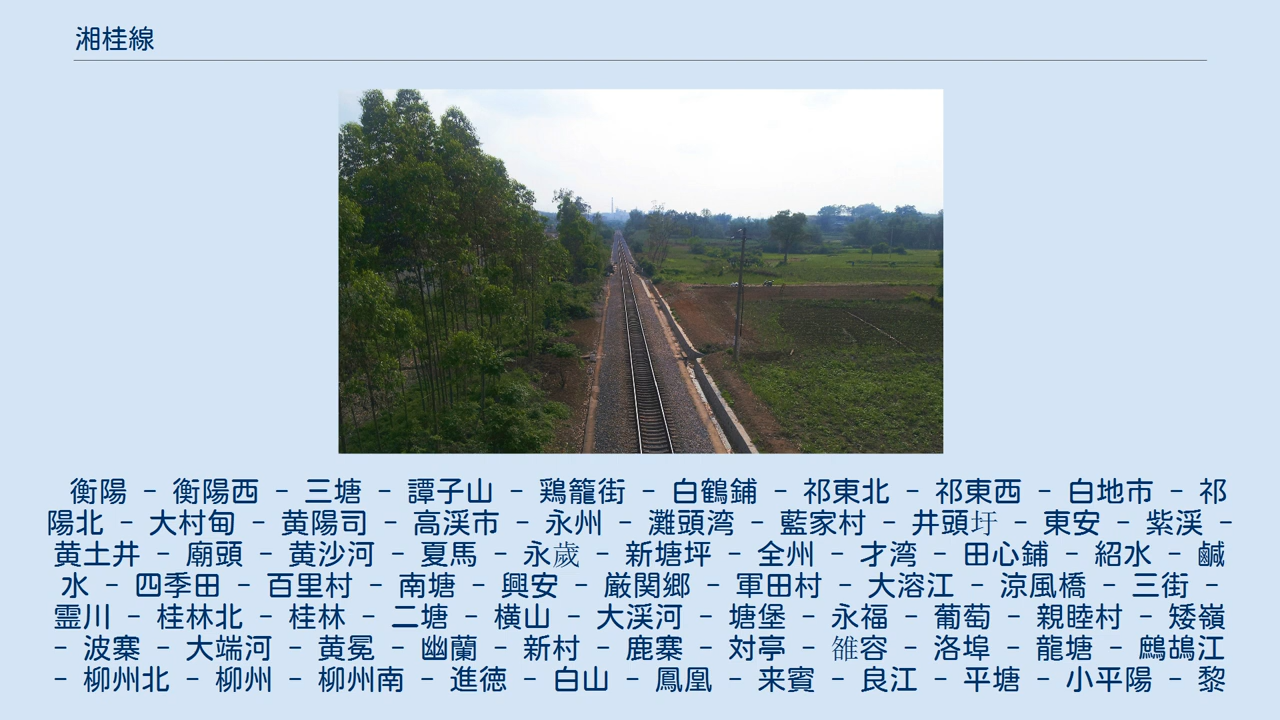 湘桂線
衡陽 - 衡陽西 - 三塘 - 譚子山 - 鶏籠街 - 白鶴鋪 - 祁東北 - 祁東西 - 白地市 - 祁
陽北 - 大村甸 - 黄陽司 - 高渓市 - 永州 - 灘頭湾 - 藍家村 - 井頭圩 - 東安 - 紫渓 -
黄土井 - 廟頭 - 黄沙河 - 夏馬 - 永歳 - 新塘坪 - 全州 - 才湾 - 田心鋪 - 紹水 - 鹹
水 - 四季田 - 百里村 - 南塘 - 興安 - 厳関郷 - 軍田村 - 大溶江 - 涼風橋 - 三街 -
霊川 - 桂林北 - 桂林 - 二塘 - 横山 - 大渓河 - 塘堡 - 永福 - 葡萄 - 親睦村 - 矮嶺
- 波寨 - 大端河 - 黄冕 - 幽蘭 - 新村 - 鹿寨 - 対亭 - 雒容 - 洛埠 - 龍塘 - 鷓鴣江
- 柳州北 - 柳州 - 柳州南 - 進徳 - 白山 - 鳳凰 - 来賓 - 良江 - 平塘 - 小平陽 - 黎